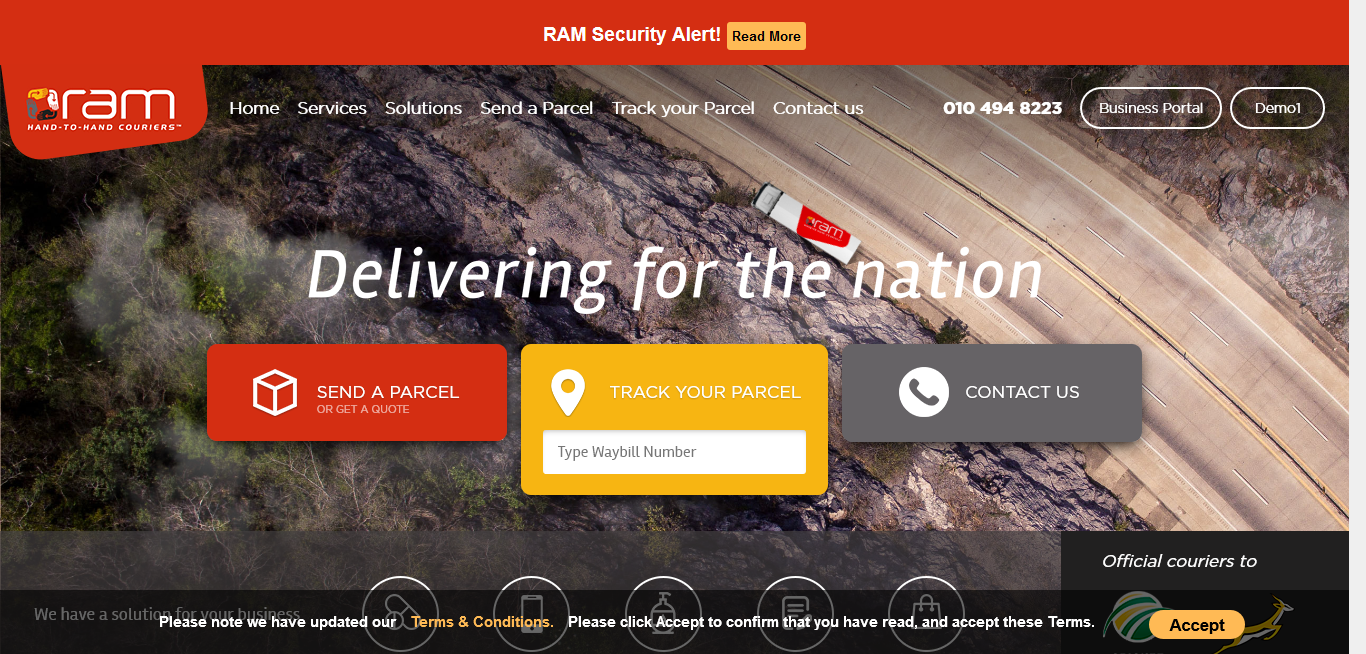 RAM Security Alert! Read More
ram
HAND-TO-HAND COURIERS™
Home Services Solutions Send a Parcel Track your Parcel Contact us 010 494 8223 Business Portal Demo1
ram
Delivering for the nation
SEND A PARCEL
OR GET A QUOTE
TRACK YOUR PARCEL
CONTACT US
Type Waybill Number
Official couriers to
We have a solution for your business
Please note we have updated our Terms & Conditions. Please click Accept to confirm that you have read, and accept these Terms. Accept